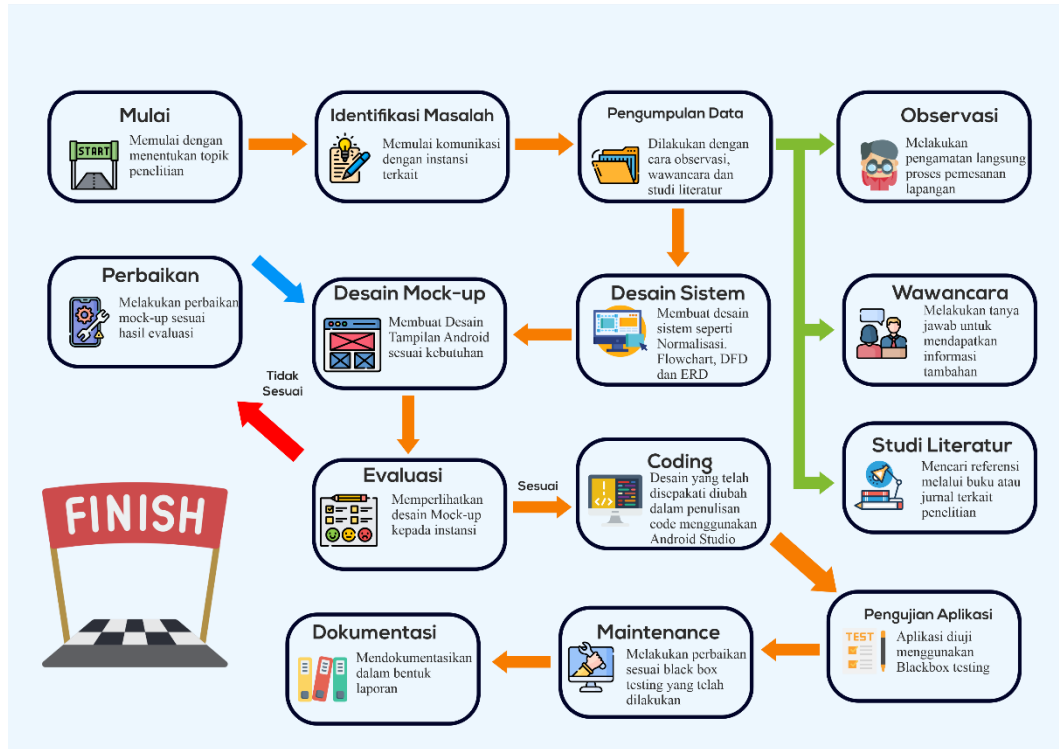 Mulai
START
Memulai dengan
menentukan topik
penelitian
Identifikasi Masalah
Memulai komunikasi
dengan instansi
terkait
Pengumpulan Data
Dilakukan dengan
cara observasi,
wawancara dan
studi literatur
Observasi
Melakukan
pengamatan langsung
proses pemesanan
lapangan
Perbaikan
Melakukan perbaikan
mock-up sesuai
hasil evaluasi
Desain Mock-up
Membuat Desain
Tampilan Android
sesuai kebutuhan
Desain Sistem
Membuat desain
sistem seperti
Normalisasi.
Flowchart, DFD
dan ERD
Wawancara
Melakukan tanya
jawab untuk
mendapatkan
informasi
tambahan
Tidak
Sesuai
Evaluasi
Memperlihatkan
desain Mock-up
kepada instansi
Sesuai
Coding
Desain yang telah
disepakati diubah
dalam penulisan
code menggunakan
Android Studio
Studi Literatur
Mencari referensi
melalui buku atau
jurnal terkait
penelitian
FINISH
Dokumentasi
Mendokumentasikan
dalam bentuk
laporan
Maintenance
Melakukan perbaikan
sesuai black box
testing yang telah
dilakukan
Pengujian Aplikasi
TEST
Aplikasi diuji
menggunakan
Blackbox testing